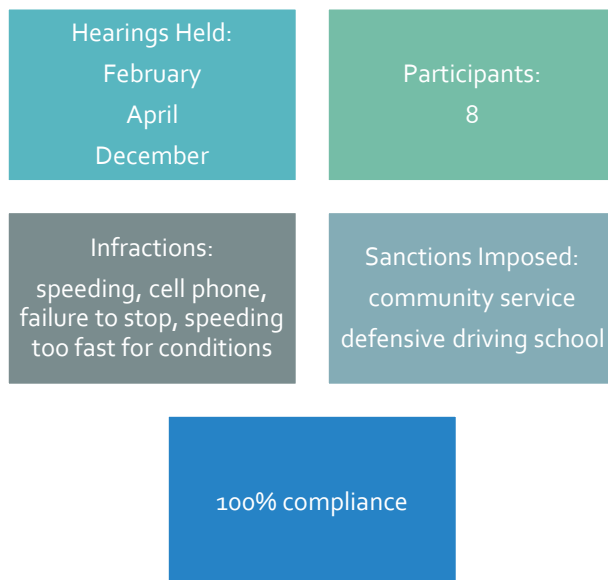 Hearings Held:
February
April
December
Participants:
8
Infractions:
speeding, cell phone,
failure to stop, speeding
too fast for conditions
Sanctions Imposed:
community service
defensive driving school
100% compliance